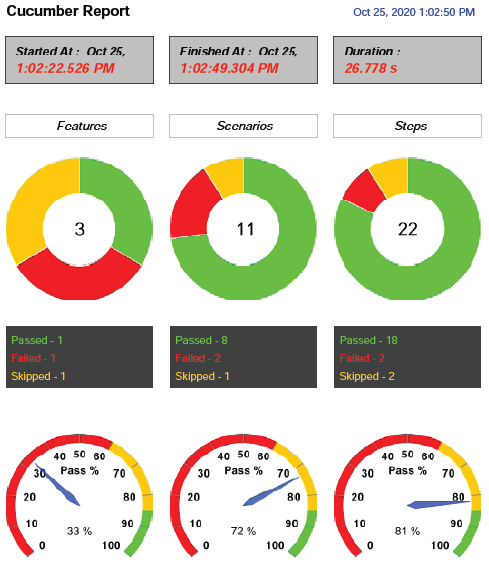 Cucumber Report
Oct 25, 2020 1:02:50 PM
Started At : Oct 25,
1:02:22.526 PM
Finished At : Oct 25,
1:02:49.304 PM
Duration :
26.778 s
Features
Scenarios
Steps
3
11
22
Passed - 1
Failed - 1
Skipped - 1
Passed - 8
Failed - 2
Skipped - 1
Passed - 18
Failed - 2
Skipped - 2
0 10 20 30 40 50 60 70 80 90 100
Pass %
33 %
0 10 20 30 40 50 60 70 80 90 100
Pass %
72 %
0 10 20 30 40 50 60 70 80 90 100
Pass %
81 %